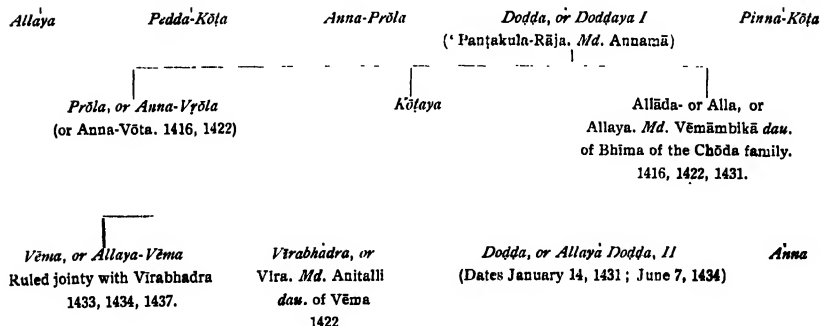 Allaya Pedda-Kōṭa Anna-Prōla Doḍḍa, or Doḍḍaya I Pinna-Kōṭa
(‘ Panṭakula-Rāja. Md. Annamā)
Prōla, or Anna-Vṛōla Kōṭaya Allāda- or Alla, or
(or Anna-Vōta. 1416, 1422) Allaya. Md. Vēmāmbikā dau.
of Bhīma of the Chōda family.
1416, 1422, 1431.
Vēma, or Allaya-Vēma Vīrabhadra, or Doḍḍa, or Allaya Doḍḍa, II Anna
Ruled jointy with Vīrabhadra Vīra. Md. Anitalli (Dates January 14, 1431 ; June 7, 1434)
1433, 1434, 1437. dau. of Vēma
1422